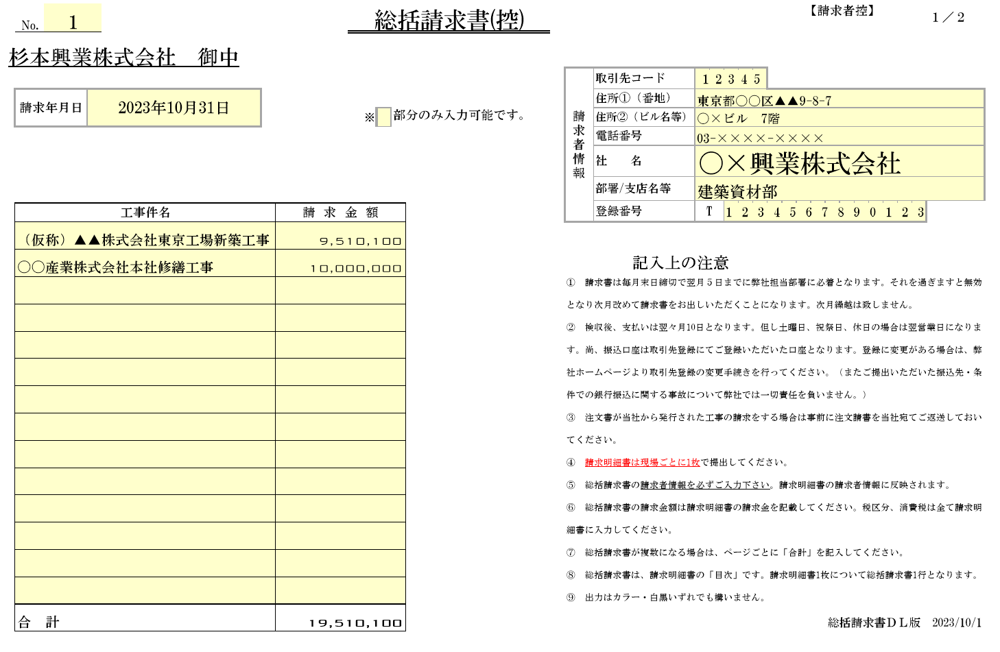 No. 1
総括請求書(控)
【請求者控】
1／2
杉本興業株式会社　御中
請求年月日 2023年10月31日
※ 部分のみ入力可能です。
請求者情報
取引先コード 1 2 3 4 5
住所①（番地） 東京都〇〇区▲▲9-8-7
住所②（ビル名等） 〇×ビル　7階
電話番号 03-××××-××××
社　　名 〇×興業株式会社
部署/支店名等 建築資材部
登録番号 T 1 2 3 4 5 6 7 8 9 0 1 2 3
工事件名 請 求 金 額
（仮称）▲▲株式会社東京工場新築工事 9,510,100
〇〇産業株式会社本社修繕工事 10,000,000
合　計 19,510,100
記入上の注意
①　請求書は毎月末日締切で翌月５日までに弊社担当部署に必着となります。それを過ぎますと無効
となり次月改めて請求書をお出しいただくことになります。次月繰越は致しません。
②　検収後、支払いは翌々月10日となります。但し土曜日、祝祭日、休日の場合は翌営業日になりま
す。尚、振込口座は取引先登録にてご登録いただいた口座となります。登録に変更がある場合は、弊
社ホームページより取引先登録の変更手続きを行ってください。（またご提出いただいた振込先・条
件での銀行振込に関する事故について弊社では一切責任を負いません。）
③　注文書が当社から発行された工事の請求をする場合は事前に注文請書を当社宛てご返送しておい
てください。
④　請求明細書は現場ごとに1枚で提出してください。
⑤　総括請求書の請求者情報を必ずご入力下さい。請求明細書の請求者情報に反映されます。
⑥　総括請求書の請求金額は請求明細書の請求金を記載してください。税区分、消費税は全て請求明
細書に入力してください。
⑦　総括請求書が複数になる場合は、ページごとに「合計」を記入してください。
⑧　総括請求書は、請求明細書の「目次」です。請求明細書1枚について総括請求書1行となります。
⑨　出力はカラー・白黒いずれでも構いません。
総括請求書ＤＬ版　2023/10/1